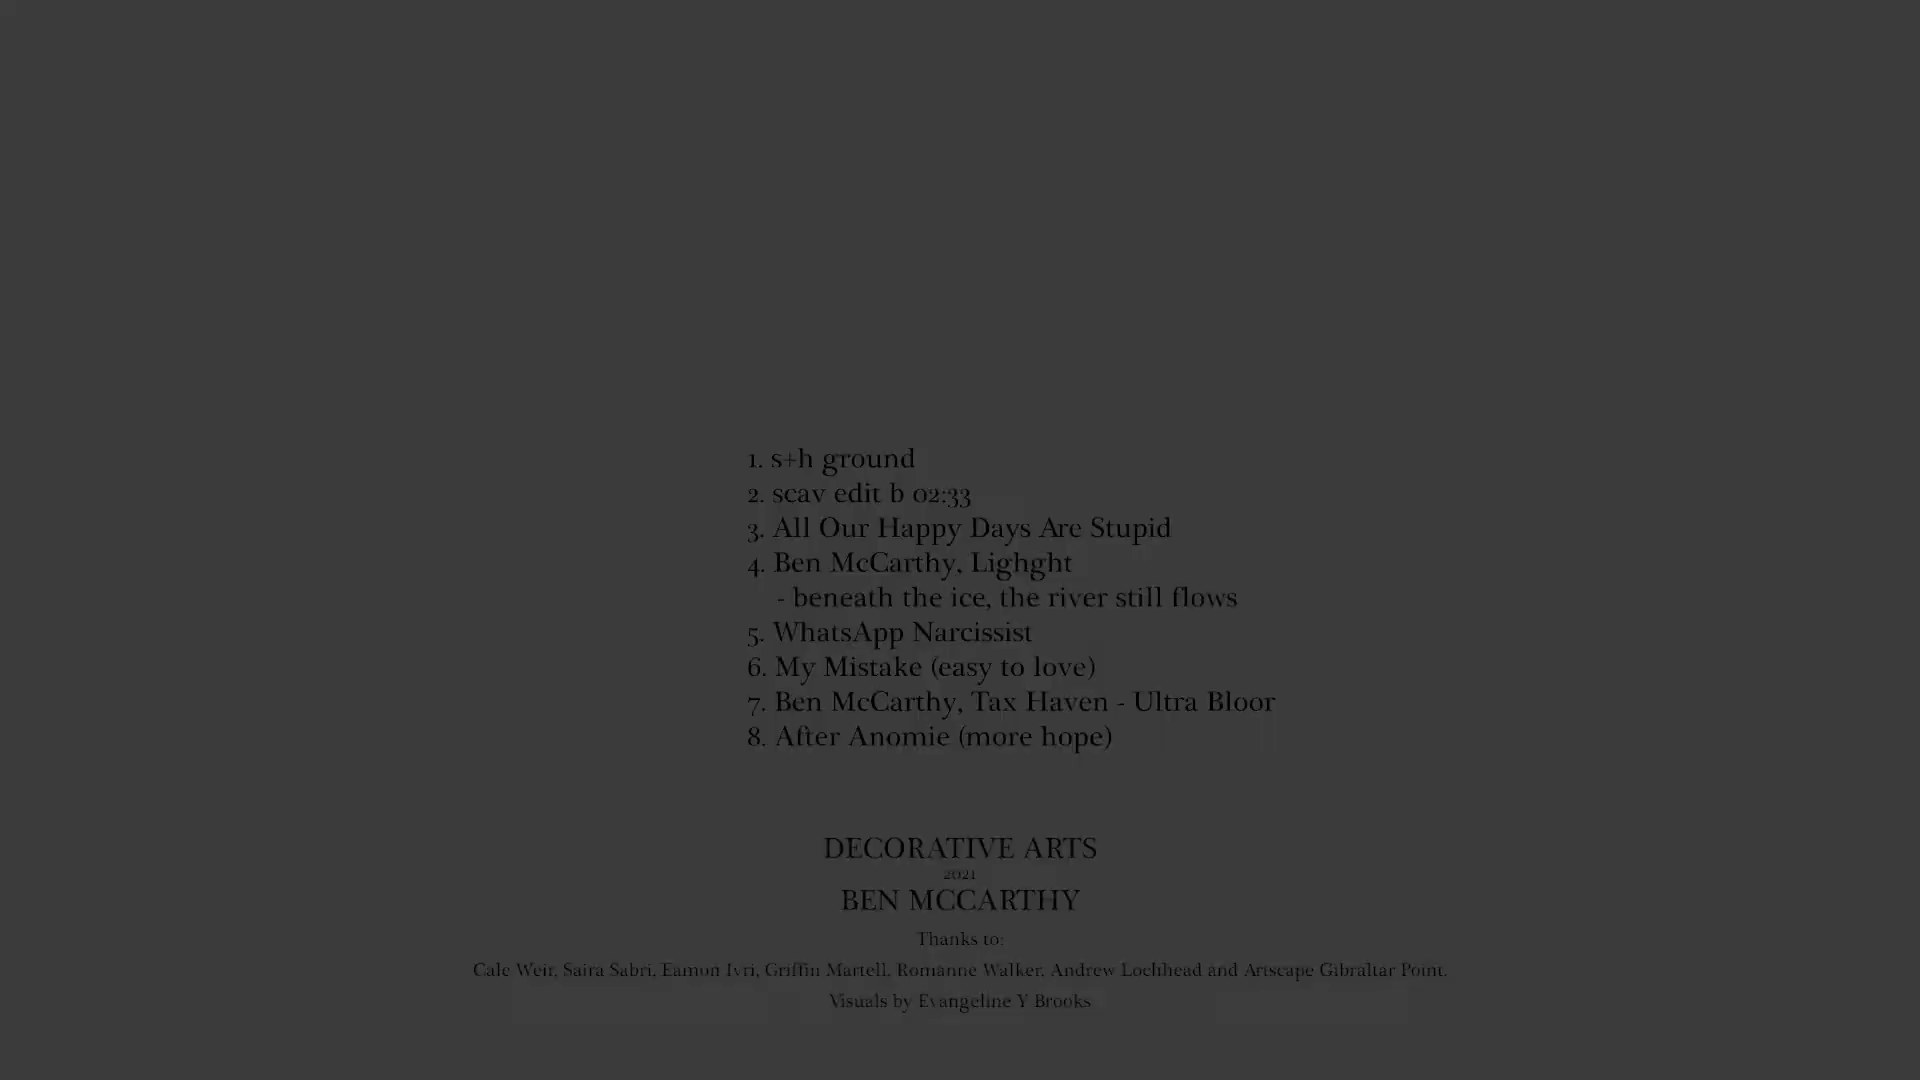 1. s+h ground
2. scav edit b 02:33
3. All Our Happy Days Are Stupid
4. Ben McCarthy, Lighght
- beneath the ice, the river still flows
5. WhatsApp Narcissist
6. My Mistake (easy to love)
7. Ben McCarthy, Tax Haven - Ultra Bloor
8. After Anomie (more hope)
DECORATIVE ARTS
2021
BEN MCCARTHY
Thanks to:
Cale Weir, Saira Sabri, Eamon Ivri, Griffin Martell, Romanne Walker, Andrew Lochhead and Artscape Gibraltar Point.
Visuals by Evangeline Y Brooks